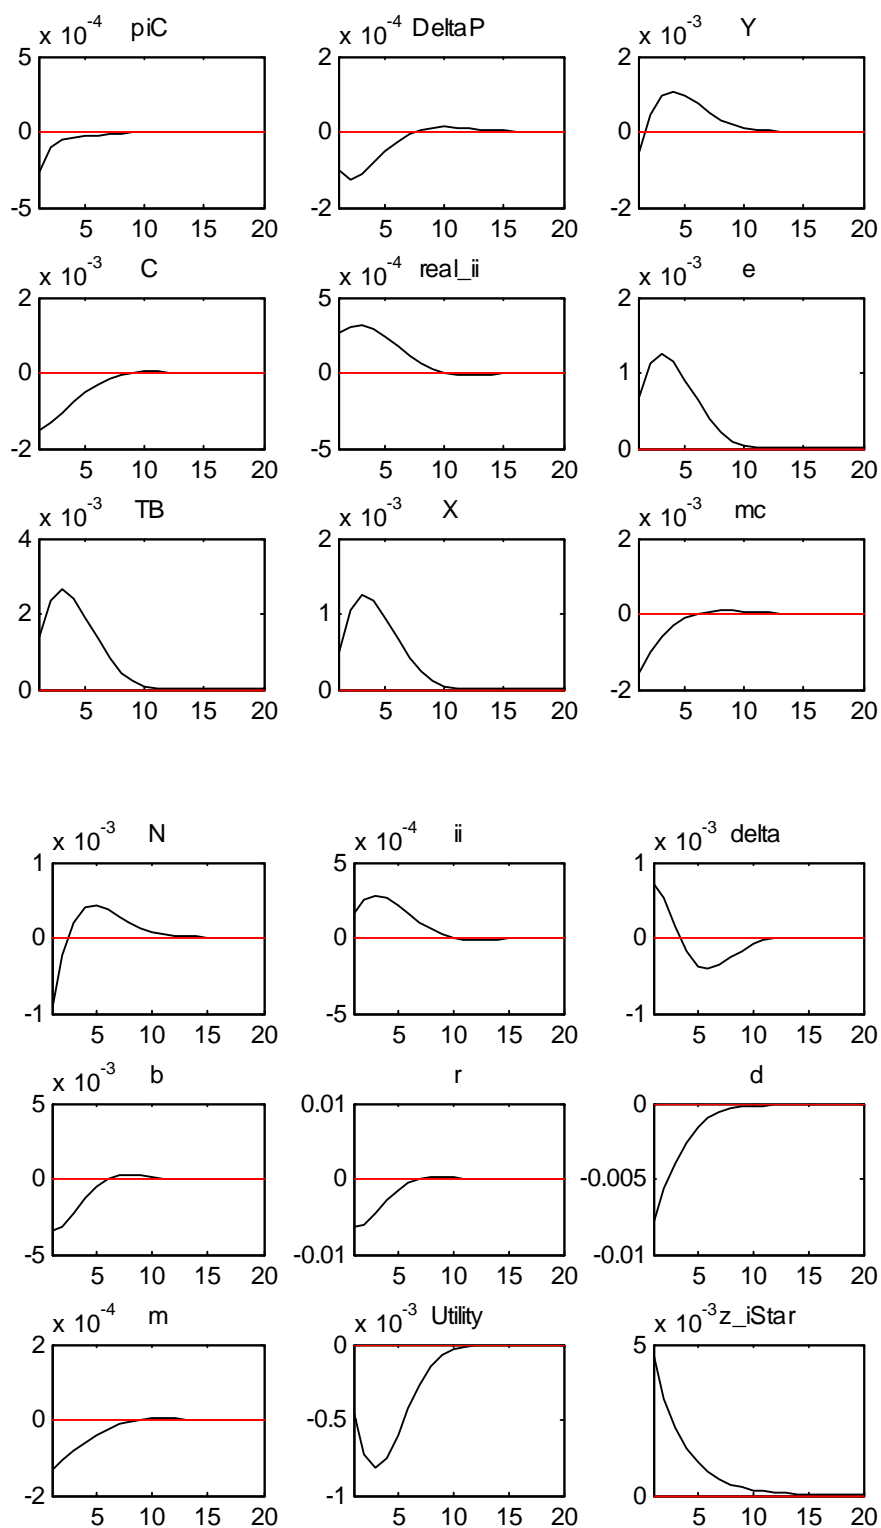 x 10^-4 piC
5
0
-5
5 10 15 20
x 10^-4 DeltaP
2
0
-2
5 10 15 20
x 10^-3 Y
2
0
-2
5 10 15 20
x 10^-3 C
2
0
-2
5 10 15 20
x 10^-4 real_ii
5
0
-5
5 10 15 20
x 10^-3 e
2
1
0
5 10 15 20
x 10^-3 TB
4
2
0
5 10 15 20
x 10^-3 X
2
1
0
5 10 15 20
x 10^-3 mc
2
0
-2
5 10 15 20
x 10^-3 N
1
0
-1
5 10 15 20
x 10^-4 ii
5
0
-5
5 10 15 20
x 10^-3 delta
1
0
-1
5 10 15 20
x 10^-3 b
5
0
-5
5 10 15 20
r
0.01
0
-0.01
5 10 15 20
d
0
-0.005
-0.01
5 10 15 20
x 10^-4 m
2
0
-2
5 10 15 20
x 10^-3 Utility
0
-0.5
-1
5 10 15 20
x 10^-3 z_iStar
5
0
5 10 15 20